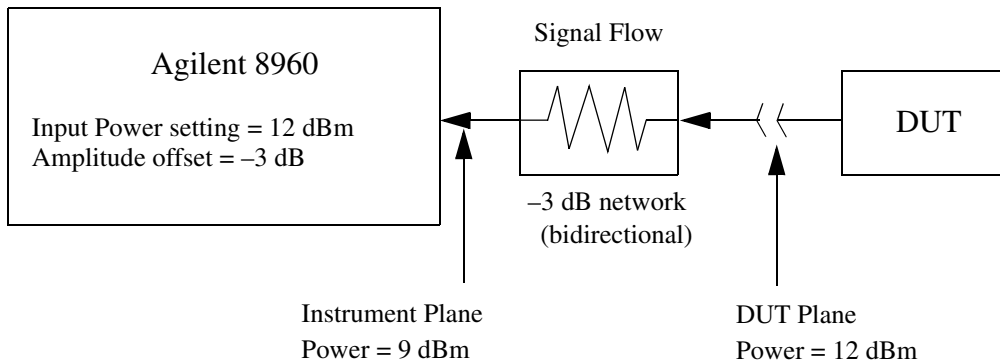 Signal Flow
Agilent 8960
Input Power setting = 12 dBm
Amplitude offset = –3 dB
DUT
–3 dB network
(bidirectional)
Instrument Plane
Power = 9 dBm
DUT Plane
Power = 12 dBm